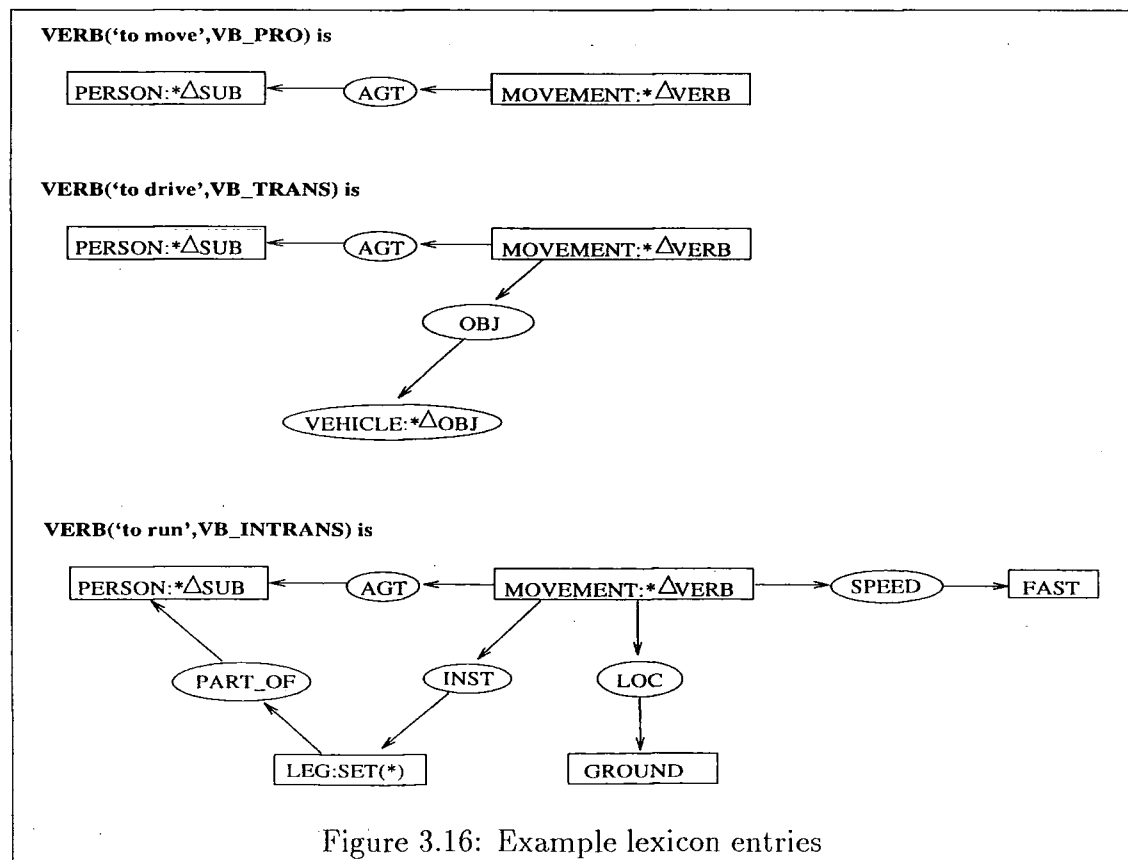 VERB(‘to move’,VB_PRO) is
PERSON:*△SUB AGT MOVEMENT:*△VERB
VERB(‘to drive’,VB_TRANS) is
PERSON:*△SUB AGT MOVEMENT:*△VERB
OBJ
VEHICLE:*△OBJ
VERB(‘to run’,VB_INTRANS) is
PERSON:*△SUB AGT MOVEMENT:*△VERB SPEED FAST
PART_OF INST LOC
LEG:SET(*) GROUND
Figure 3.16: Example lexicon entries